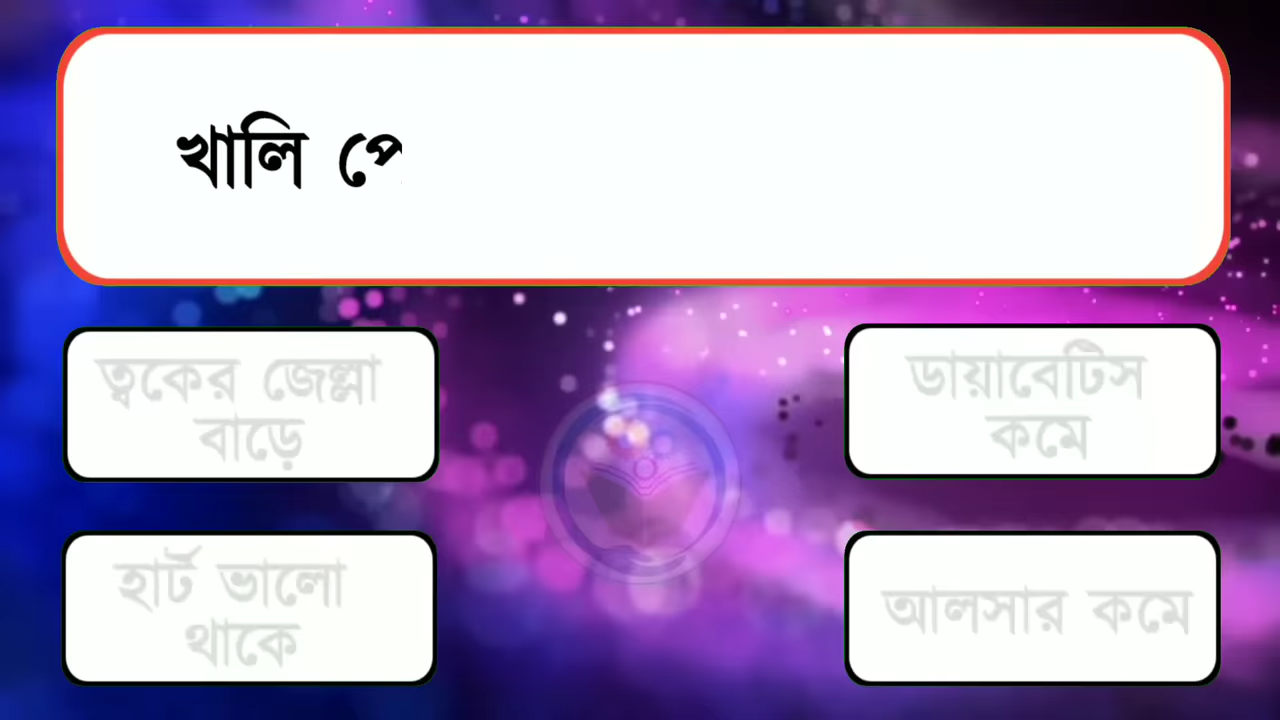 খালি পে
ত্বকের জেল্লা
বাড়ে
ডায়াবেটিস
কমে
হার্ট ভালো
থাকে
আলসার কমে